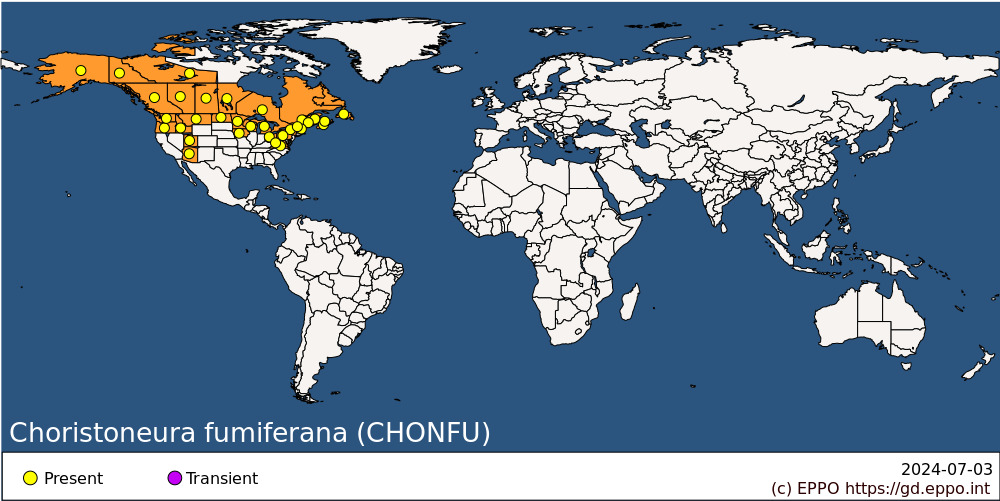 Choristoneura fumiferana (CHONFU)
Present
Transient
2024-07-03
(c) EPPO https://gd.eppo.int